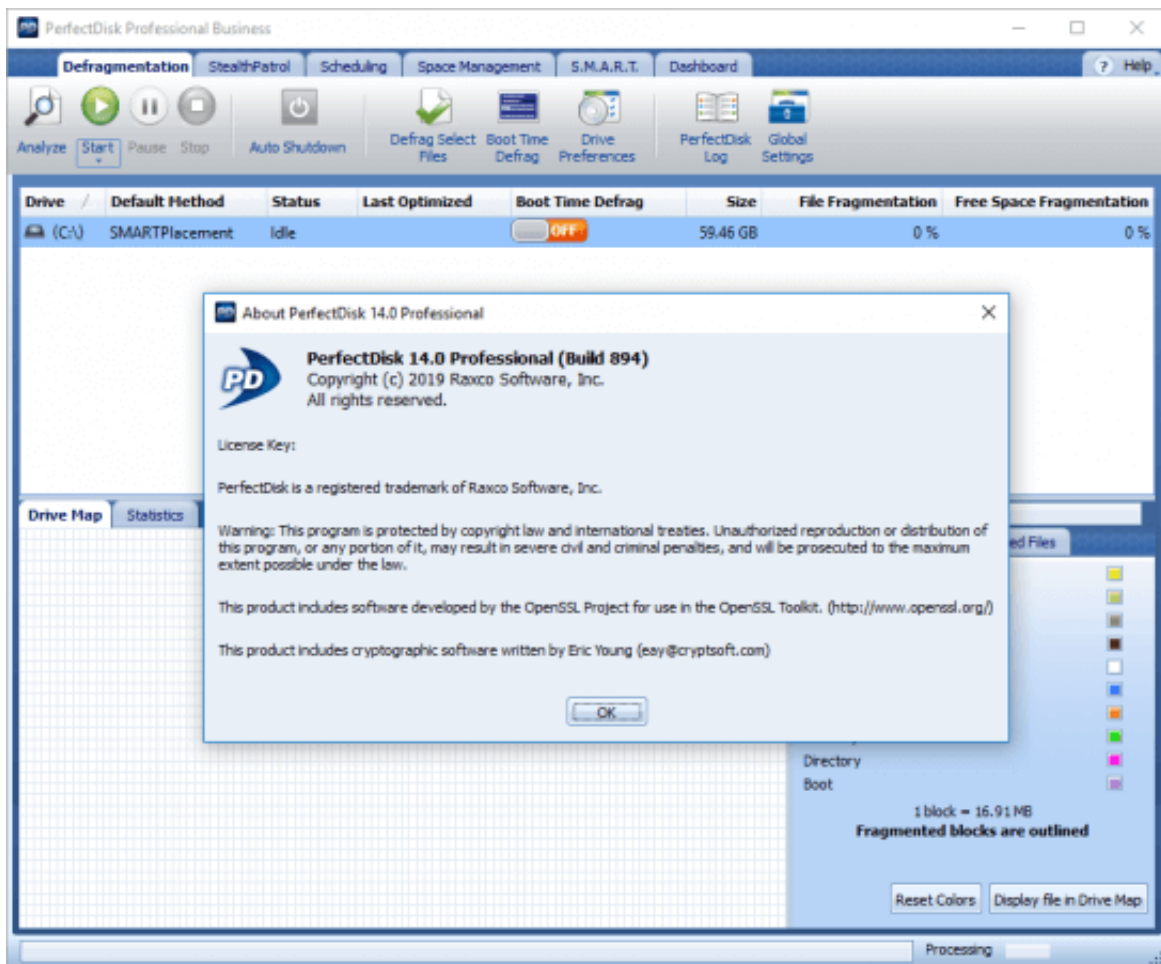 PerfectDisk Professional Business
Defragmentation StealthPatrol Scheduling Space Management S.M.A.R.T. Dashboard ? Help
Analyze Start Pause Stop Auto Shutdown Defrag Select Files Boot Time Defrag Drive Preferences PerfectDisk Log Global Settings
Drive Default Method Status Last Optimized Boot Time Defrag Size File Fragmentation Free Space Fragmentation
(C:\) SMARTPlacement Idle OFF 59.46 GB 0 % 0 %
PD About PerfectDisk 14.0 Professional
PD
PerfectDisk 14.0 Professional (Build 894)
Copyright (c) 2019 Raxco Software, Inc.
All rights reserved.
License Key:
PerfectDisk is a registered trademark of Raxco Software, Inc.
Warning: This program is protected by copyright law and international treaties. Unauthorized reproduction or distribution of
this program, or any portion of it, may result in severe civil and criminal penalties, and will be prosecuted to the maximum
extent possible under the law.
This product includes software developed by the OpenSSL Project for use in the OpenSSL Toolkit. (http://www.openssl.org/)
This product includes cryptographic software written by Eric Young (eay@cryptsoft.com)
OK
Drive Map Statistics
ed Files
Directory
Boot
1 block = 16.91 MB
Fragmented blocks are outlined
Reset Colors Display file in Drive Map
Processing